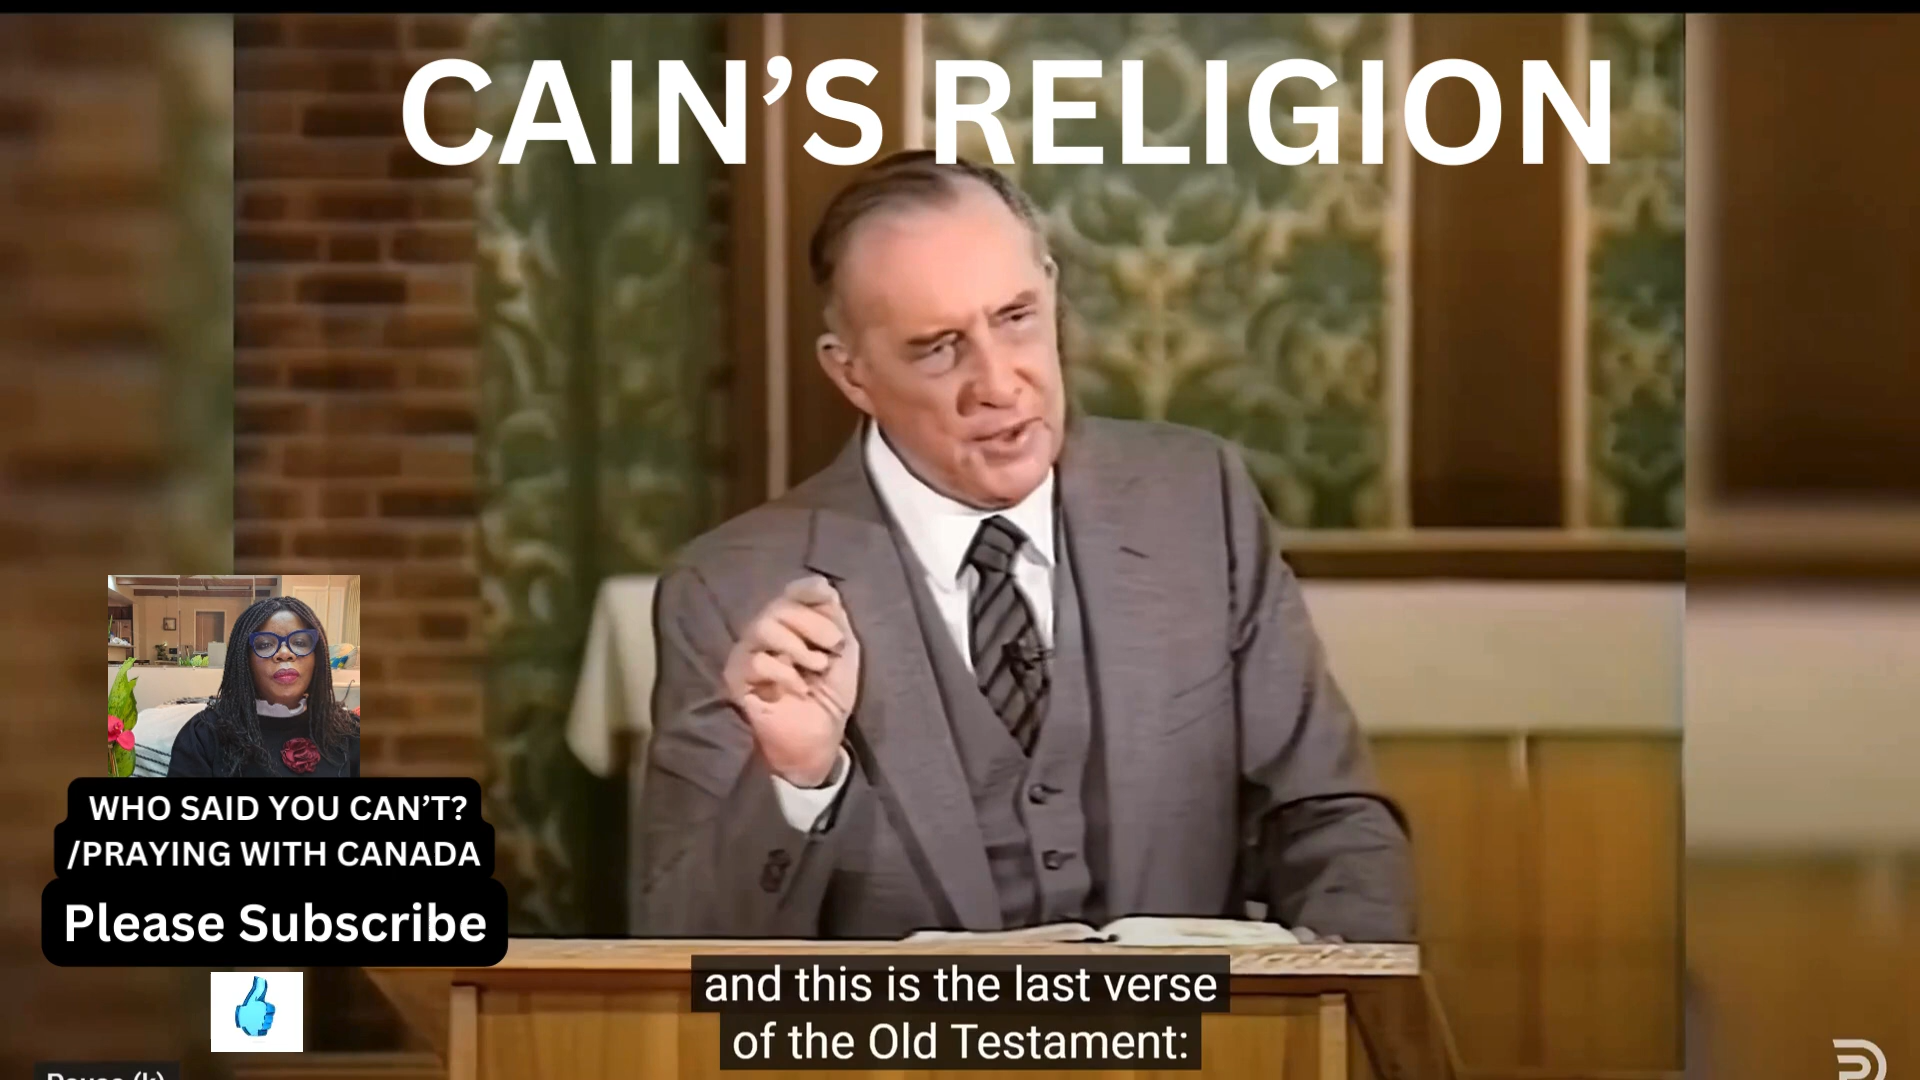 CAIN’S RELIGION
WHO SAID YOU CAN’T?
/PRAYING WITH CANADA
Please Subscribe
and this is the last verse
of the Old Testament:
Pause (k)